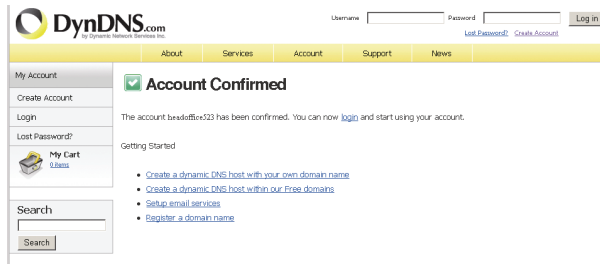 DynDNS.com
by Dynamic Network Services Inc.
Username
Password
Log in
Lost Password? Create Account
About Services Account Support News
My Account
Create Account
Login
Lost Password?
My Cart
0 Items
Search
Search
Account Confirmed
The account headoffice523 has been confirmed. You can now login and start using your account.
Getting Started
Create a dynamic DNS host with your own domain name
Create a dynamic DNS host within our Free domains
Setup email services
Register a domain name